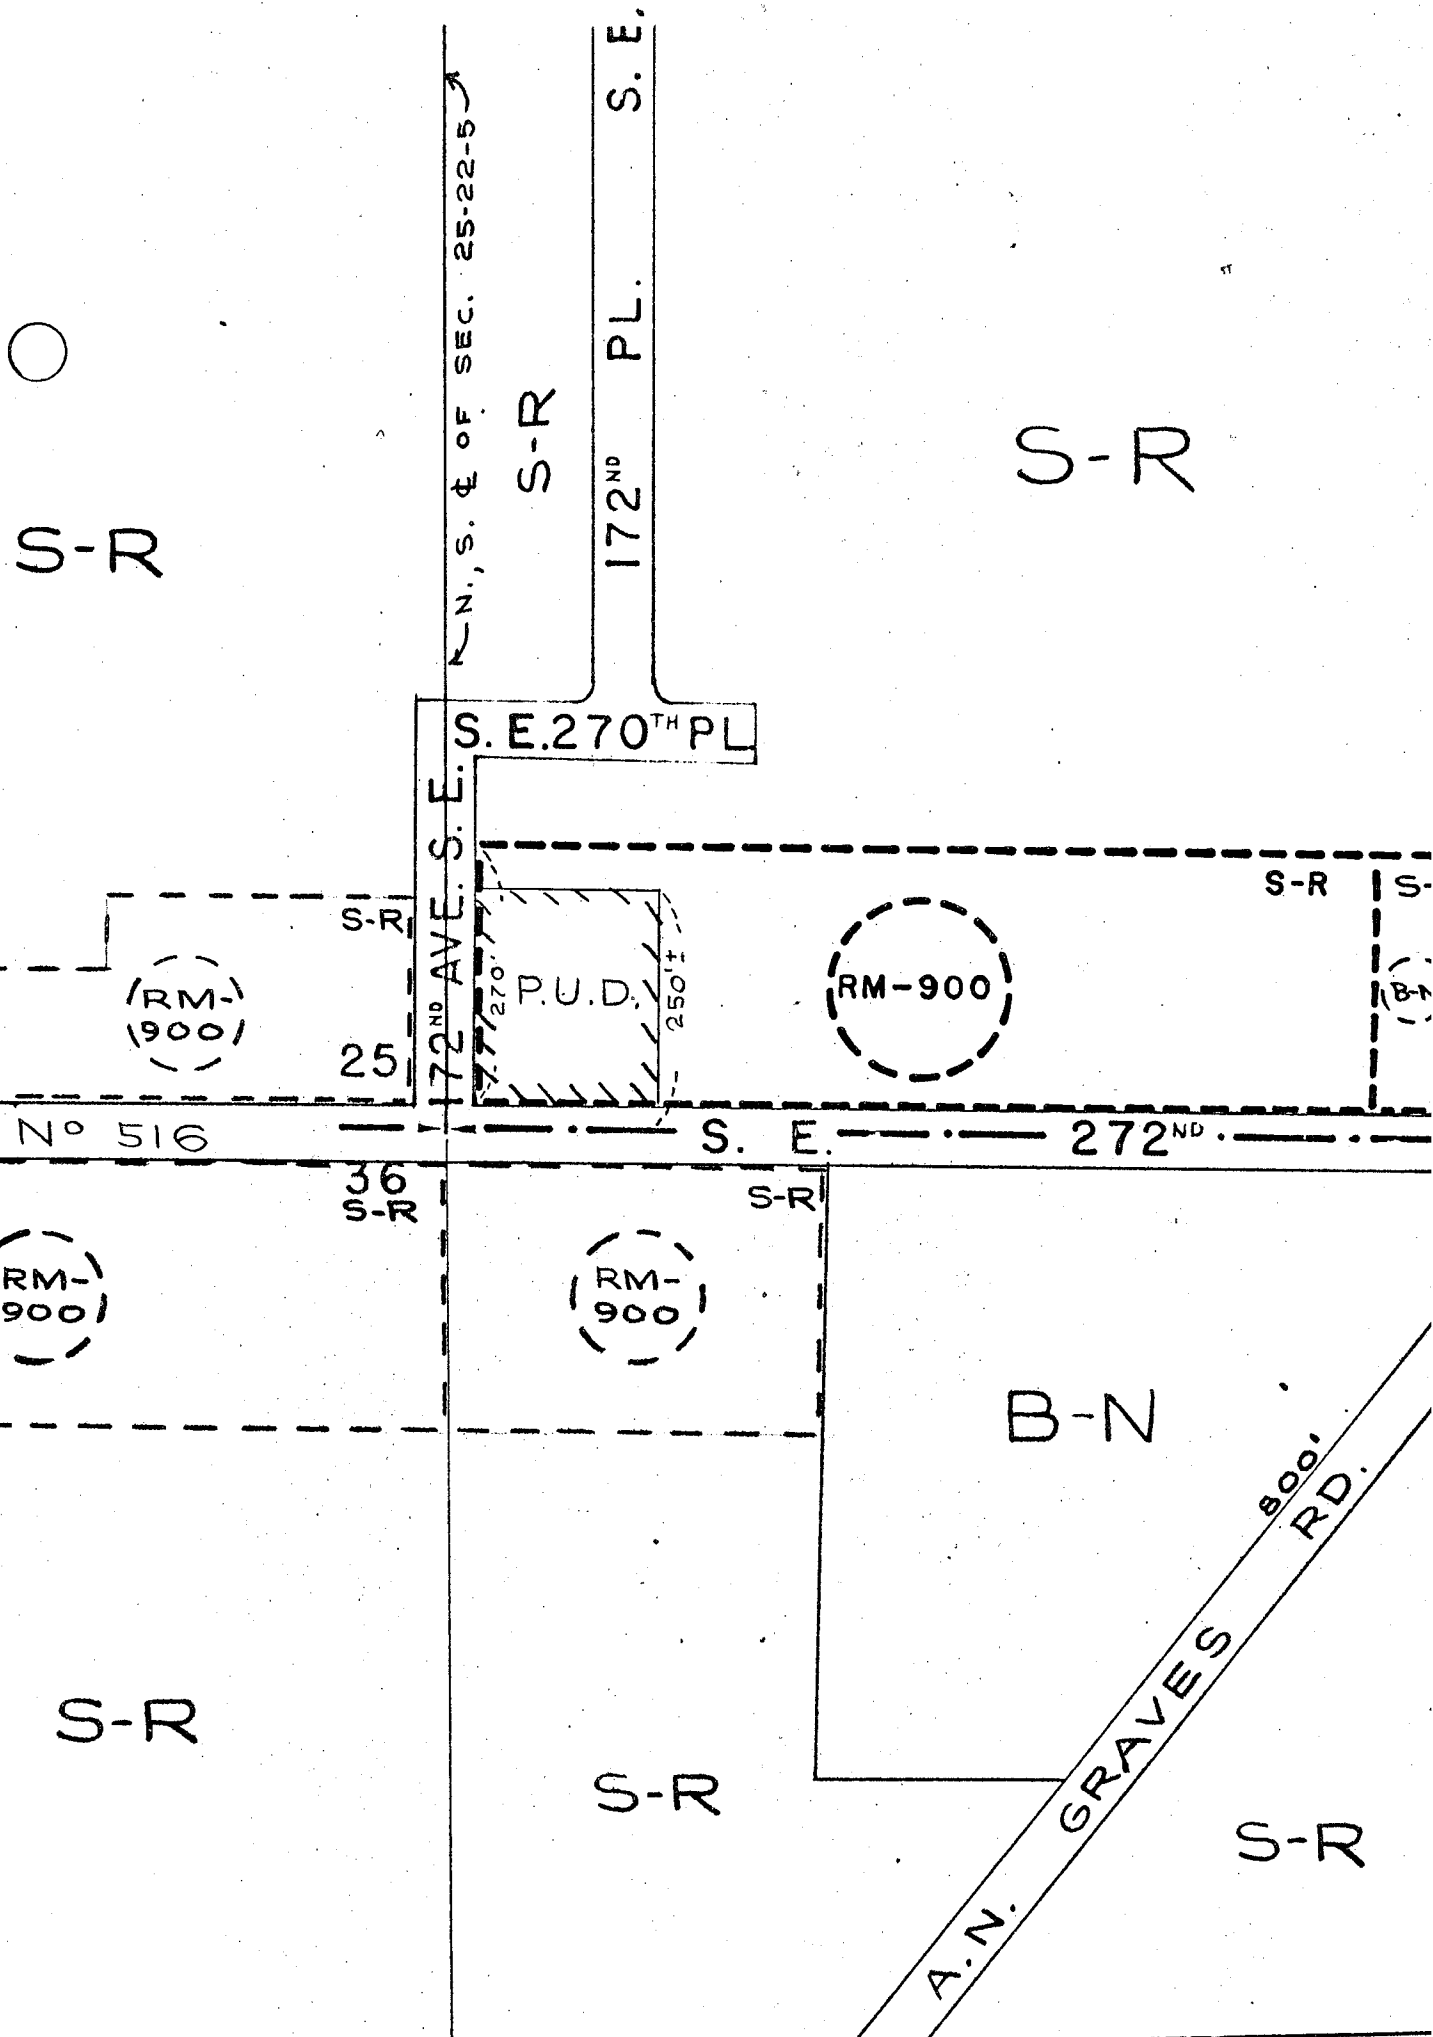 N., S. ℄ OF SEC. 25-22-5
172ND PL. S. E.
S-R
S-R
S-R
S. E. 270TH PL
172ND AVE. S. E.
S-R
S-R
S-
RM-
900
25
270'
P.U.D.
250'±
RM-900
B-N
No 516
S. E. 272ND
36
S-R
S-R
RM-
900
RM-
900
B-N
800'
A.N. GRAVES RD.
S-R
S-R
S-R